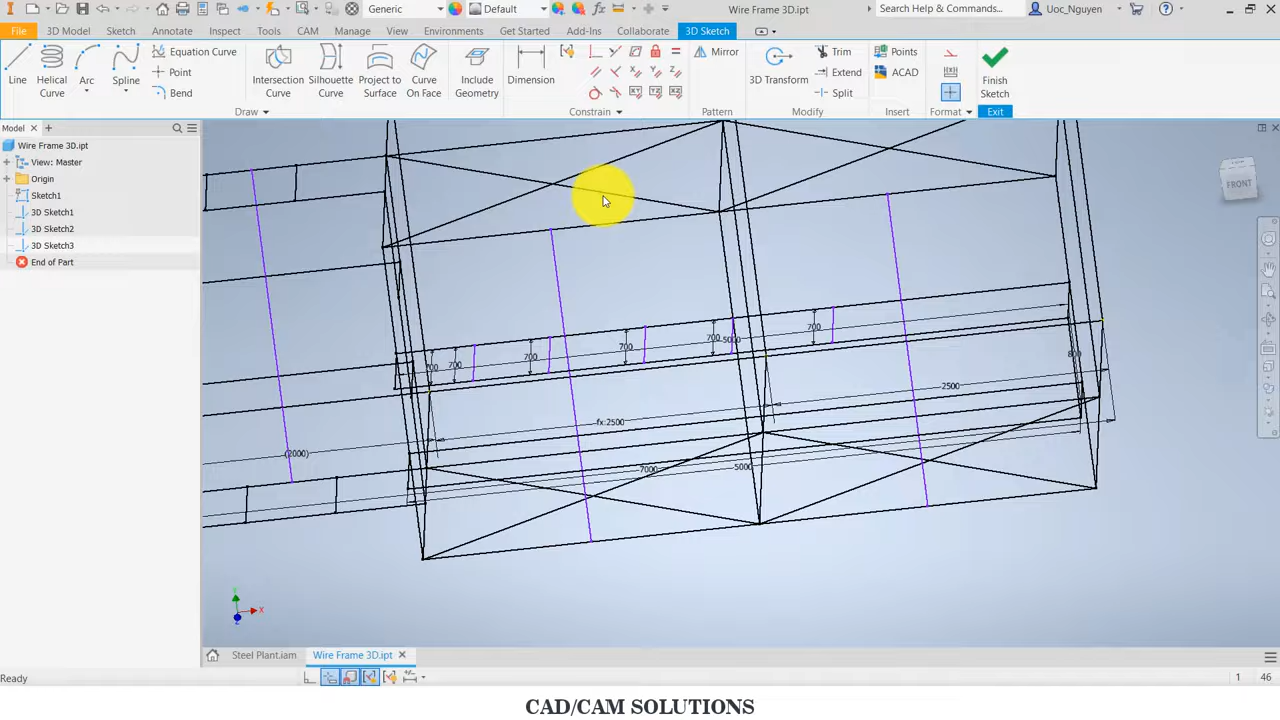 Generic
Default
Wire Frame 3D.ipt
Search Help & Commands...
Uoc_Nguyen
File
3D Model
Sketch
Annotate
Inspect
Tools
CAM
Manage
View
Environments
Get Started
Add-Ins
Collaborate
3D Sketch
Line
Helical Curve
Arc
Spline
Equation Curve
Point
Bend
Intersection Curve
Silhouette Curve
Project to Surface
Curve On Face
Include Geometry
Dimension
Mirror
3D Transform
Trim
Extend
Split
Points
ACAD
Finish Sketch
Draw
Constrain
Pattern
Modify
Insert
Format
Exit
Model
Wire Frame 3D.ipt
View: Master
Origin
Sketch1
3D Sketch1
3D Sketch2
3D Sketch3
End of Part
FRONT
700
700
700
700
700
5000
700
800
2500
fx:2500
(2000)
7000
5000
Y
X
Z
Steel Plant.iam
Wire Frame 3D.ipt
Ready
1
46
CAD/CAM SOLUTIONS